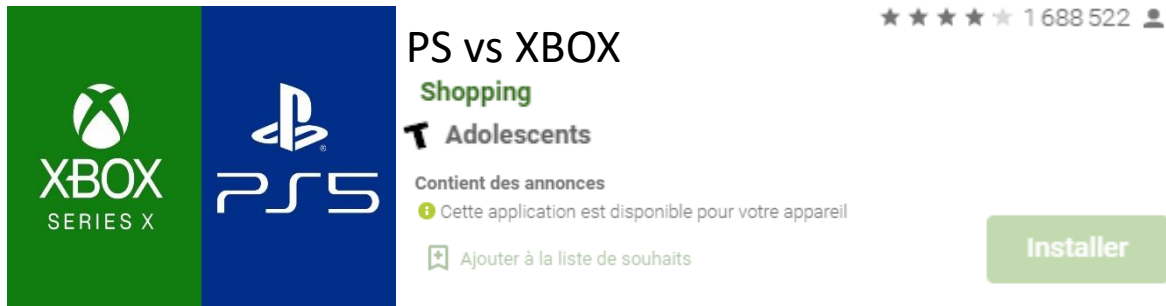 XBOX
SERIES X
PS5
PS vs XBOX
1 688 522
Shopping
T Adolescents
Contient des annonces
Cette application est disponible pour votre appareil
Ajouter à la liste de souhaits
Installer